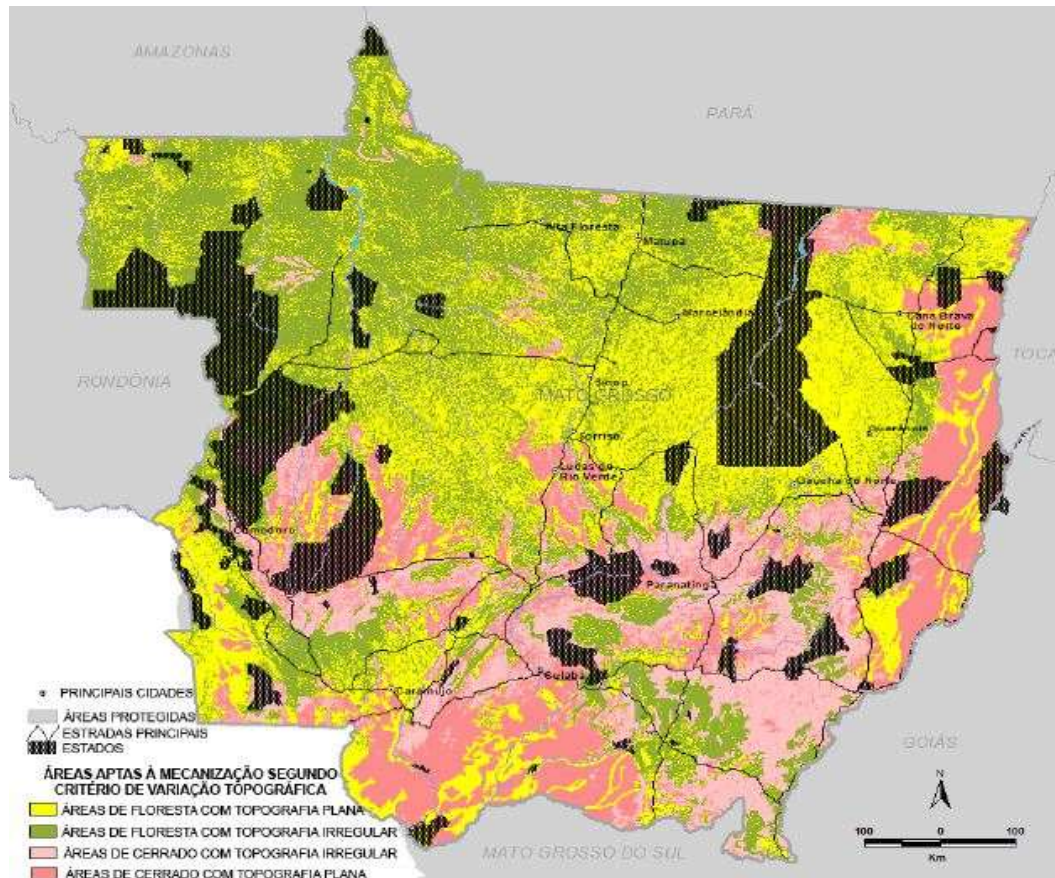 AMAZONAS
PARÁ
Alta Floresta
Matupá
Marcelândia
Cana Brava
do Norte
TOCA
RONDÔNIA
MATO GROSSO
Sinop
Sorriso
Querência
Lucas do
Rio Verde
Gaucha do Norte
Comodoro
Paranatinga
Cuiabá
Caramujo
PRINCIPAIS CIDADES
ÁREAS PROTEGIDAS
ESTRADAS PRINCIPAIS
ESTADOS
GOIÁS
ÁREAS APTAS À MECANIZAÇÃO SEGUNDO
CRITÉRIO DE VARIAÇÃO TOPOGRÁFICA
N
ÁREAS DE FLORESTA COM TOPOGRAFIA PLANA
ÁREAS DE FLORESTA COM TOPOGRAFIA IRREGULAR
100 0 100
Km
ÁREAS DE CERRADO COM TOPOGRAFIA IRREGULAR
MATO GROSSO DO SUL
ÁREAS DE CERRADO COM TOPOGRAFIA PLANA